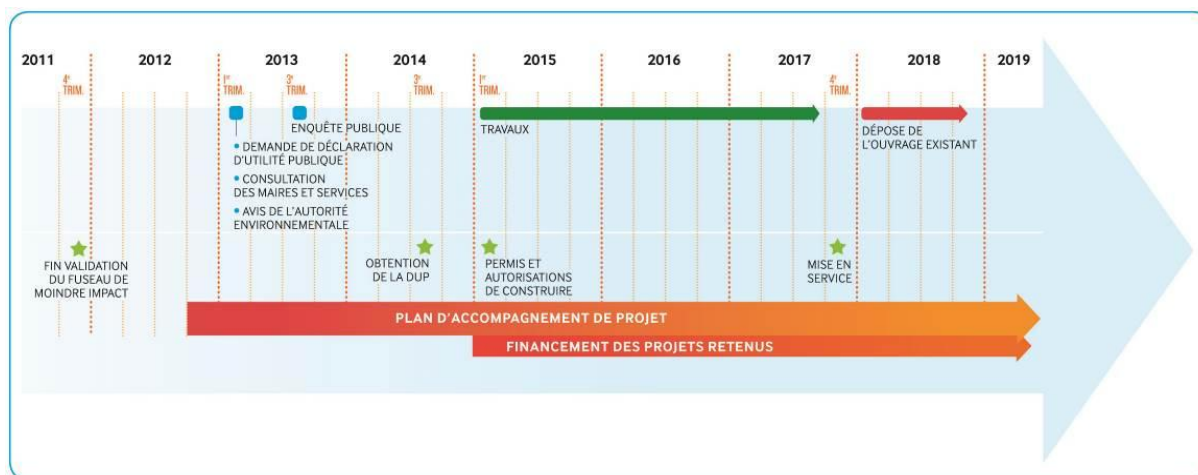 2011
2012
2013
2014
2015
2016
2017
2018
2019
4e
TRIM.
1er
TRIM.
3e
TRIM.
3e
TRIM.
1er
TRIM.
4e
TRIM.
ENQUÊTE PUBLIQUE
• DEMANDE DE DÉCLARATION
D'UTILITÉ PUBLIQUE
• CONSULTATION
DES MAIRES ET SERVICES
• AVIS DE L'AUTORITÉ
ENVIRONNEMENTALE
TRAVAUX
DÉPOSE DE
L'OUVRAGE EXISTANT
FIN VALIDATION
DU FUSEAU DE
MOINDRE IMPACT
OBTENTION
DE LA DUP
PERMIS ET
AUTORISATIONS
DE CONSTRUIRE
MISE EN
SERVICE
PLAN D'ACCOMPAGNEMENT DE PROJET
FINANCEMENT DES PROJETS RETENUS